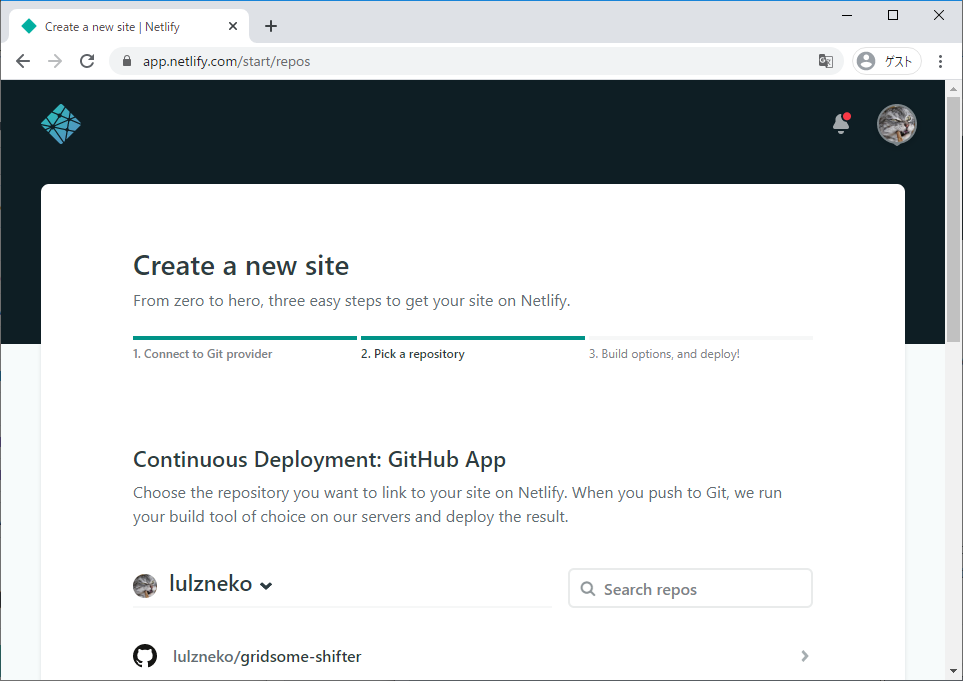 Create a new site | Netlify
app.netlify.com/start/repos
ゲスト
Create a new site
From zero to hero, three easy steps to get your site on Netlify.
1. Connect to Git provider
2. Pick a repository
3. Build options, and deploy!
Continuous Deployment: GitHub App
Choose the repository you want to link to your site on Netlify. When you push to Git, we run
your build tool of choice on our servers and deploy the result.
lulzneko
Search repos
lulzneko/gridsome-shifter